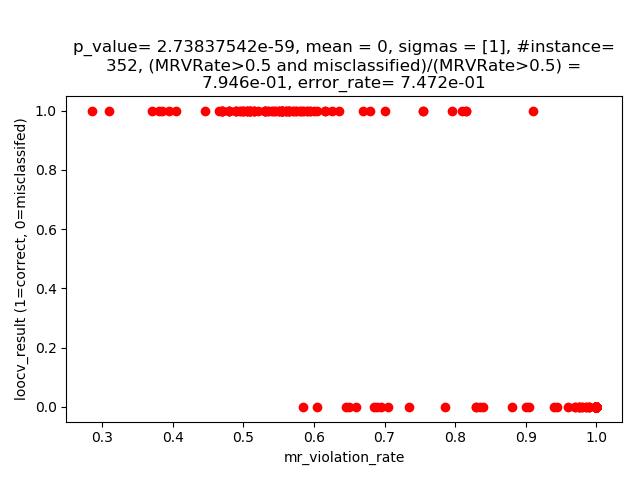 p_value= 2.73837542e-59, mean = 0, sigmas = [1], #instance=
352, (MRVRate>0.5 and misclassified)/(MRVRate>0.5) =
7.946e-01, error_rate= 7.472e-01
1.0
0.8
0.6
0.4
0.2
0.0
loocv_result (1=correct, 0=misclassifed)
0.3 0.4 0.5 0.6 0.7 0.8 0.9 1.0
mr_violation_rate